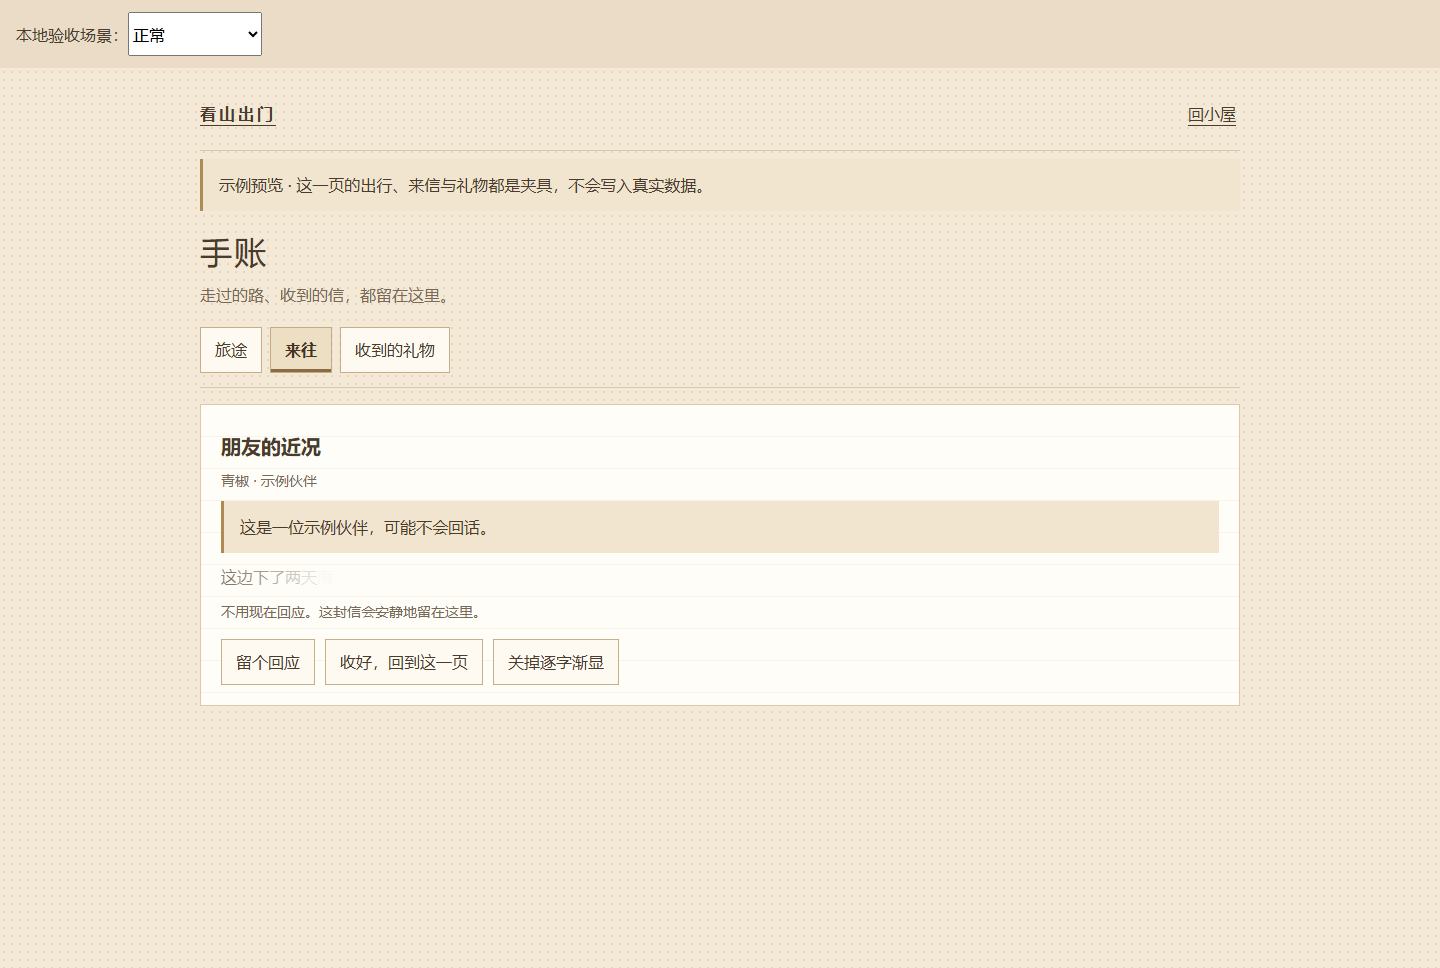 本地验收场景：
正常
看山出门
回小屋
示例预览 · 这一页的出行、来信与礼物都是夹具，不会写入真实数据。
手账
走过的路、收到的信，都留在这里。
旅途
来往
收到的礼物
朋友的近况
青椒 · 示例伙伴
这是一位示例伙伴，可能不会回话。
这边下了两天
不用现在回应。这封信会安静地留在这里。
留个回应
收好，回到这一页
关掉逐字渐显